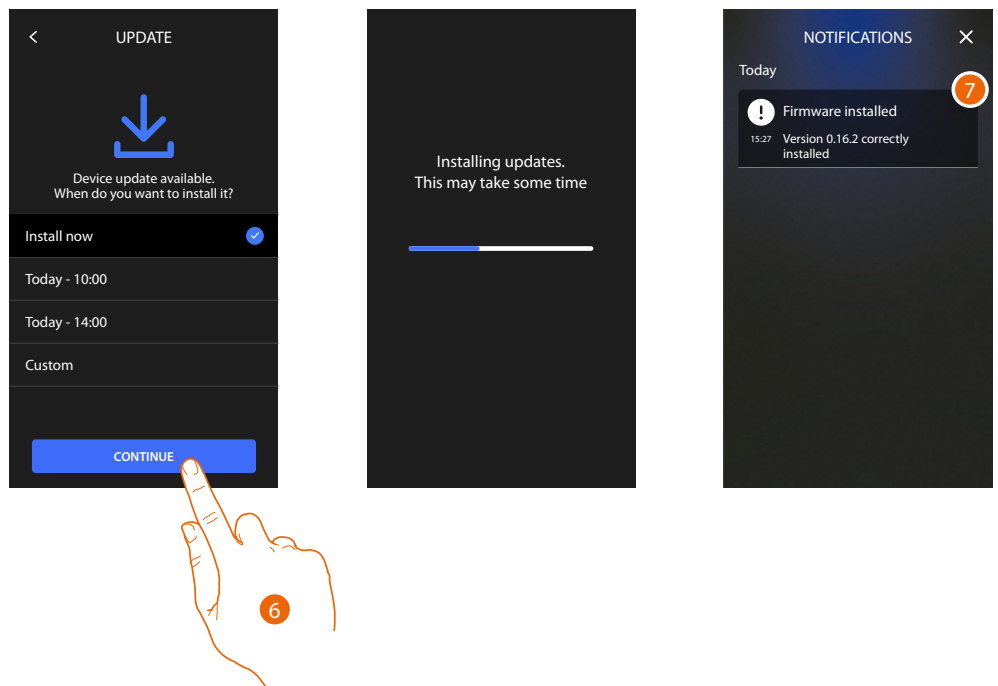 UPDATE
Device update available.
When do you want to install it?
Install now
Today - 10:00
Today - 14:00
Custom
CONTINUE
6
Installing updates.
This may take some time
NOTIFICATIONS
Today
7
Firmware installed
15:27 Version 0.16.2 correctly
installed